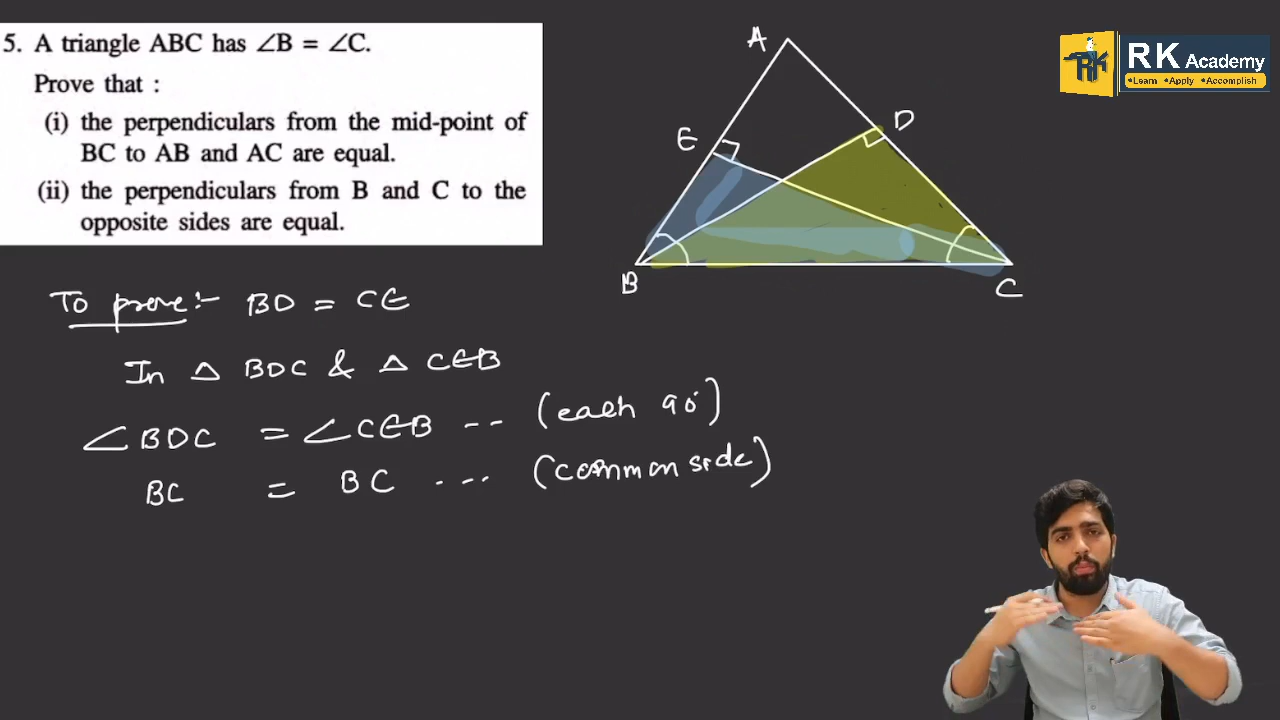 5. A triangle ABC has ∠B = ∠C.
Prove that :
(i) the perpendiculars from the mid-point of
BC to AB and AC are equal.
(ii) the perpendiculars from B and C to the
opposite sides are equal.
A
E
D
B
C
RK
RK Academy
•Learn •Apply •Accomplish
To prove:- BD = CE
In △ BDC & △ CEB
∠BDC = ∠CEB -- (each 90°)
BC = BC ... (common side)